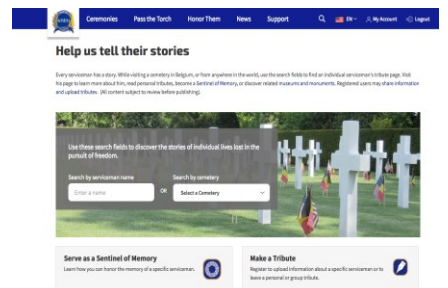 Ceremonies Pass the Torch Honor Them News Support EN My Account Logout
Help us tell their stories
Every serviceman has a story. While visiting a cemetery in Belgium, or from anywhere in the world, use the search fields to find an individual serviceman's tribute page. Visit
his page to learn more about him, read personal tributes, become a Sentinel of Memory, or discover related museums and monuments. Registered users may share information
and upload tributes. (All content subject to review before publishing).
Use these search fields to discover the stories of individual lives lost in the
pursuit of freedom.
Search by serviceman name Search by cemetery
Enter a name OR Select a Cemetery
Serve as a Sentinel of Memory
Learn how you can honor the memory of a specific serviceman.
Make a Tribute
Register to upload information about a specific serviceman or to
leave a personal or group tribute.